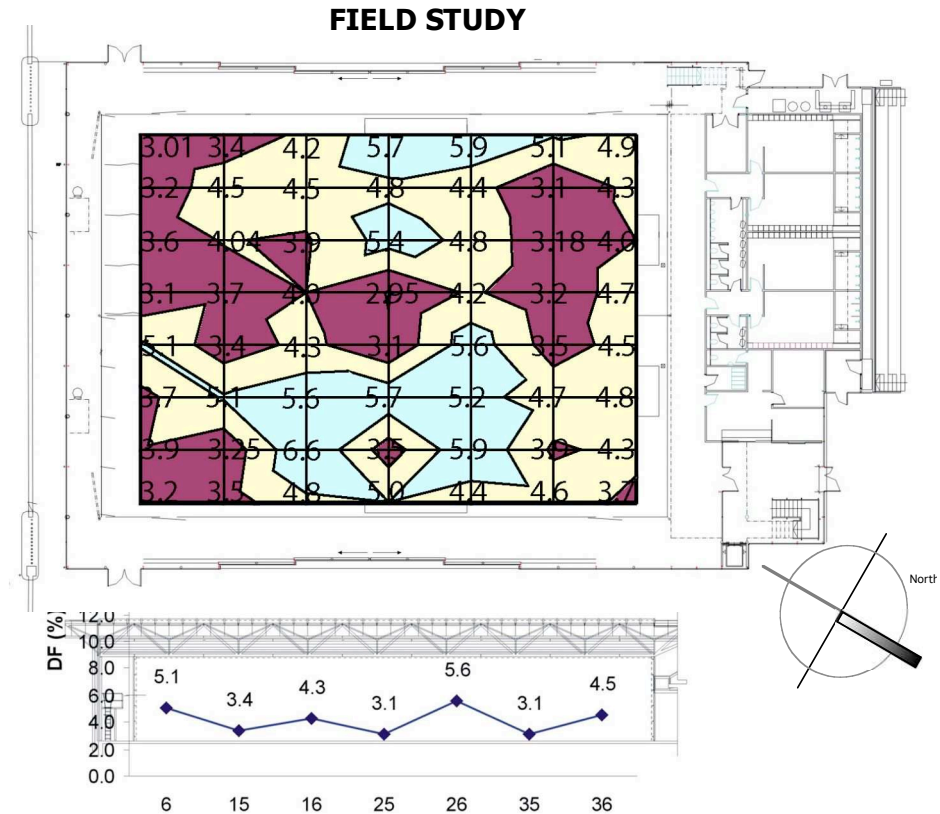 FIELD STUDY
3.01 3.4 4.2 5.7 5.9 5.1 4.9
3.2 4.5 4.5 4.8 4.4 3.1 4.3
3.6 4.04 3.9 5.4 4.8 3.18 4.0
3.1 3.7 4.0 2.95 4.2 3.2 4.7
5.1 3.4 4.3 3.1 5.6 3.5 4.5
3.7 5.1 5.6 5.7 5.2 4.7 4.8
3.9 3.25 6.6 3.5 5.9 3.9 4.3
3.2 3.5 4.8 5.0 4.4 4.6 3.7
North
DF (%)
12.0
10.0
8.0
6.0
4.0
2.0
0.0
5.1 3.4 4.3 3.1 5.6 3.1 4.5
6 15 16 25 26 35 36